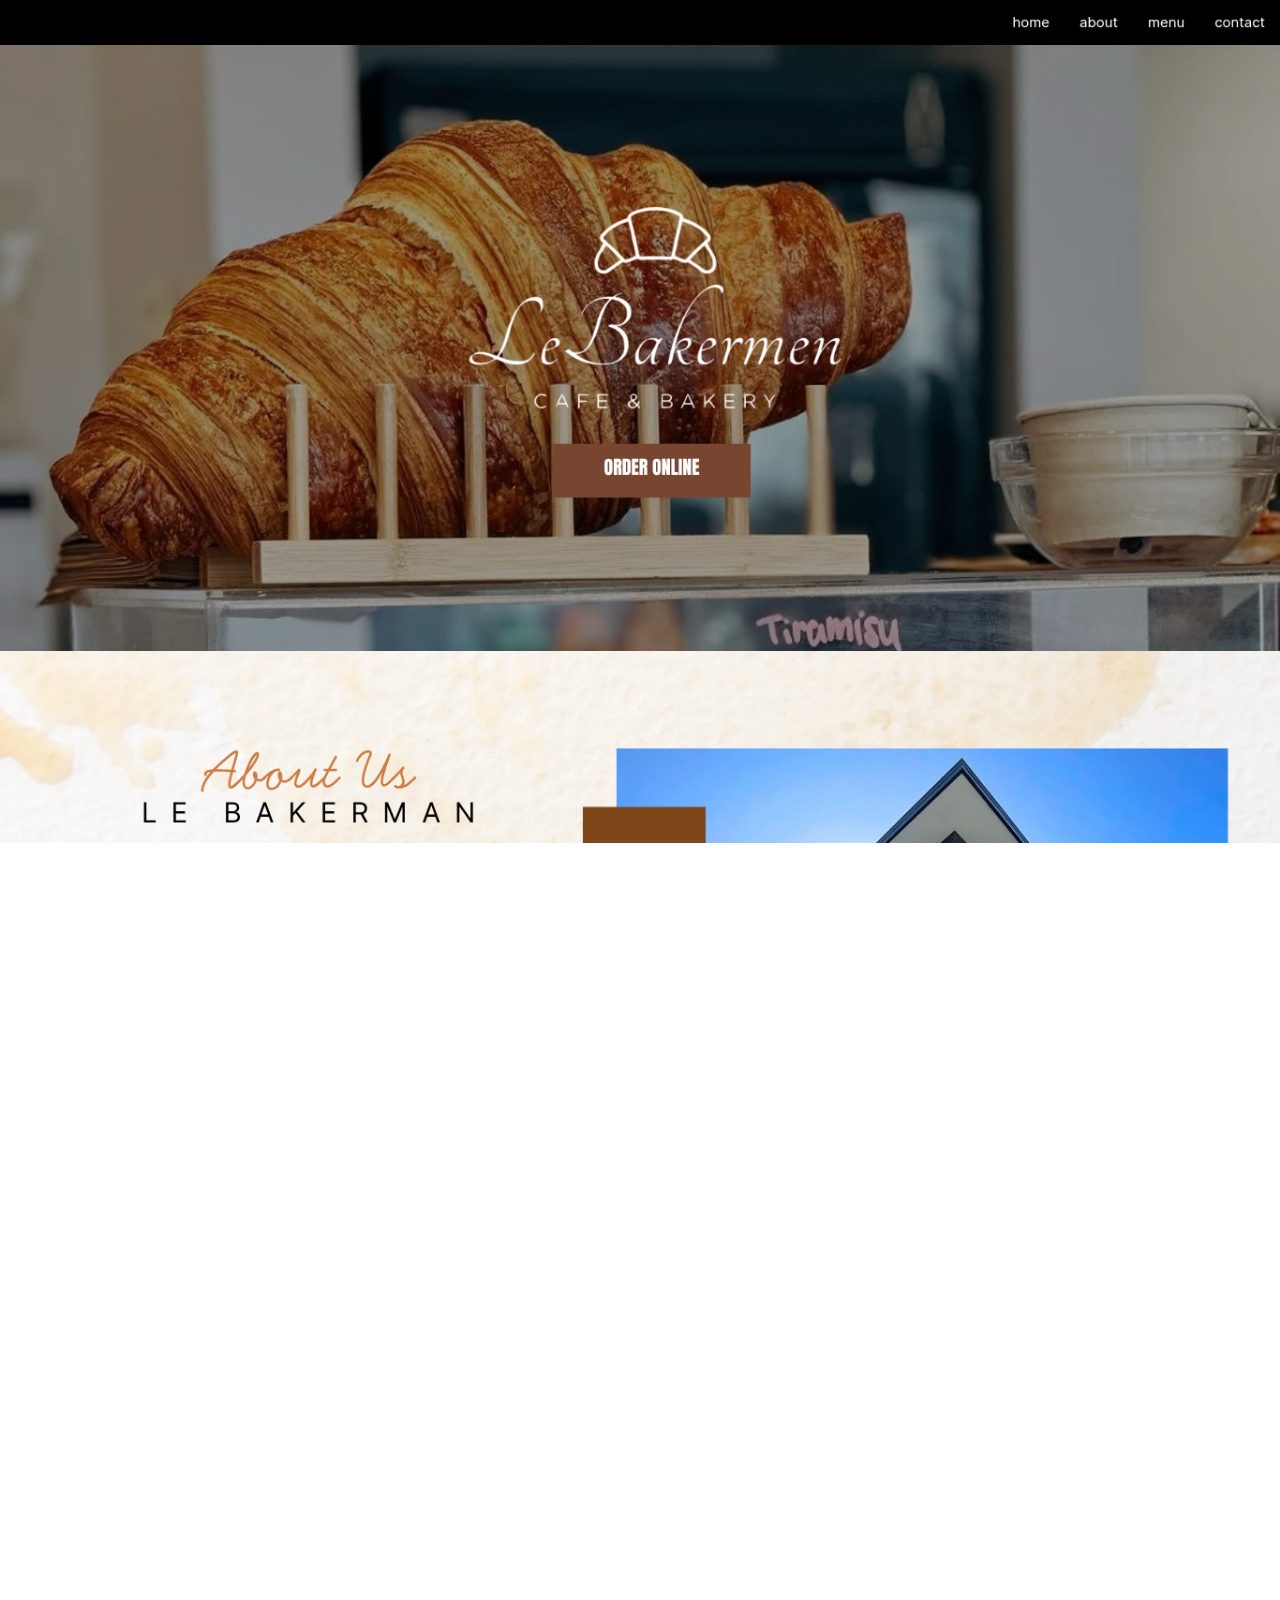 home about menu contact
LeBakermen
CAFE & BAKERY
ORDER ONLINE
Tiramisu
About Us
LE BAKERMAN